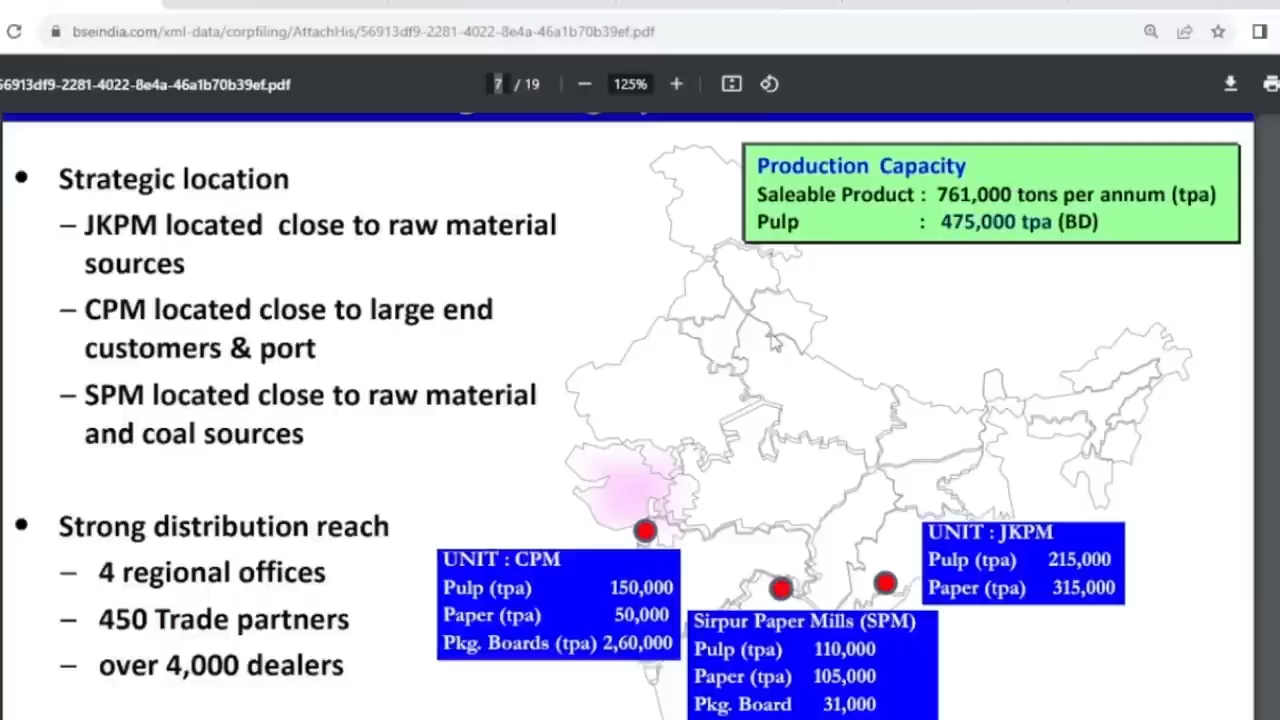 bseindia.com/xml-data/corpfiling/AttachHis/56913df9-2281-4022-8e4a-46a1b70b39ef.pdf
56913df9-2281-4022-8e4a-46a1b70b39ef.pdf
7 / 19
125%
• Strategic location
– JKPM located close to raw material
sources
– CPM located close to large end
customers & port
– SPM located close to raw material
and coal sources
• Strong distribution reach
– 4 regional offices
– 450 Trade partners
– over 4,000 dealers
Production Capacity
Saleable Product : 761,000 tons per annum (tpa)
Pulp : 475,000 tpa (BD)
UNIT : CPM
Pulp (tpa) 150,000
Paper (tpa) 50,000
Pkg. Boards (tpa) 2,60,000
Sirpur Paper Mills (SPM)
Pulp (tpa) 110,000
Paper (tpa) 105,000
Pkg. Board 31,000
UNIT : JKPM
Pulp (tpa) 215,000
Paper (tpa) 315,000